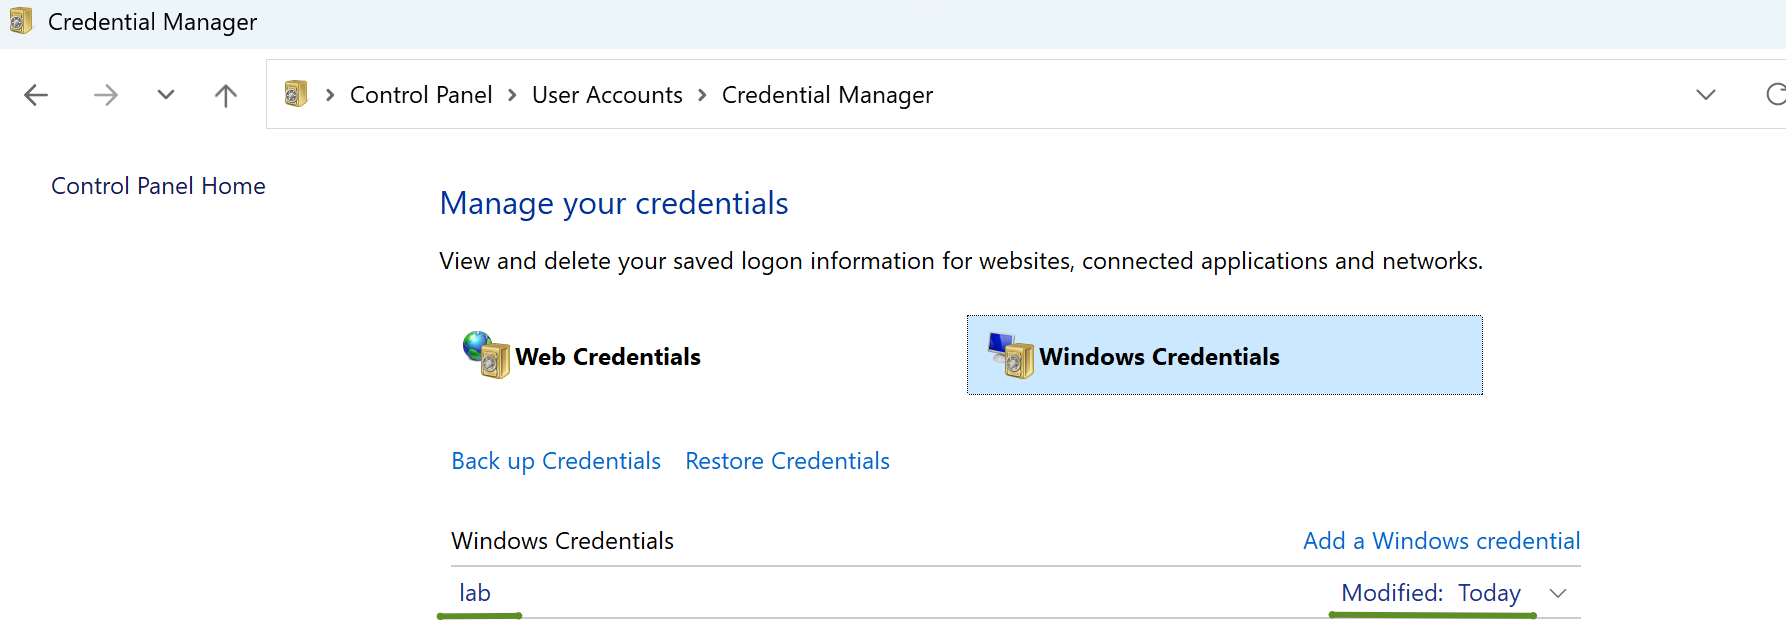 Credential Manager
Control Panel > User Accounts > Credential Manager
Control Panel Home
Manage your credentials
View and delete your saved logon information for websites, connected applications and networks.
Web Credentials Windows Credentials
Back up Credentials Restore Credentials
Windows Credentials Add a Windows credential
lab Modified: Today